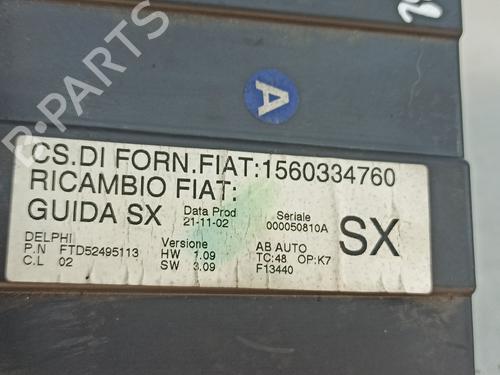 A
CS.DI FORN.FIAT:1560334760
RICAMBIO FIAT:
GUIDA SX Data Prod 21-11-02 Seriale 000050810A SX
DELPHI Versione AB AUTO
P.N FTD52495113 HW 1.09 TC:48 OP:K7
C.L 02 SW 3.09 F13440
B-PARTS